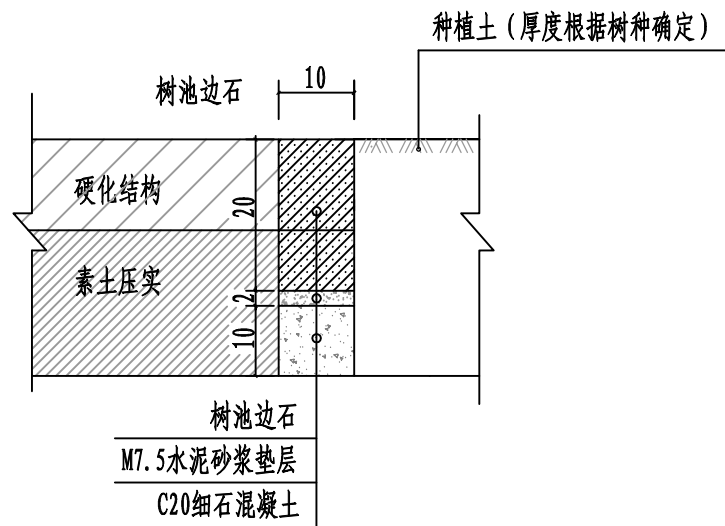 种植土（厚度根据树种确定）
10
树池边石
硬化结构
20
素土压实
2
10
树池边石
M7.5水泥砂浆垫层
C20细石混凝土